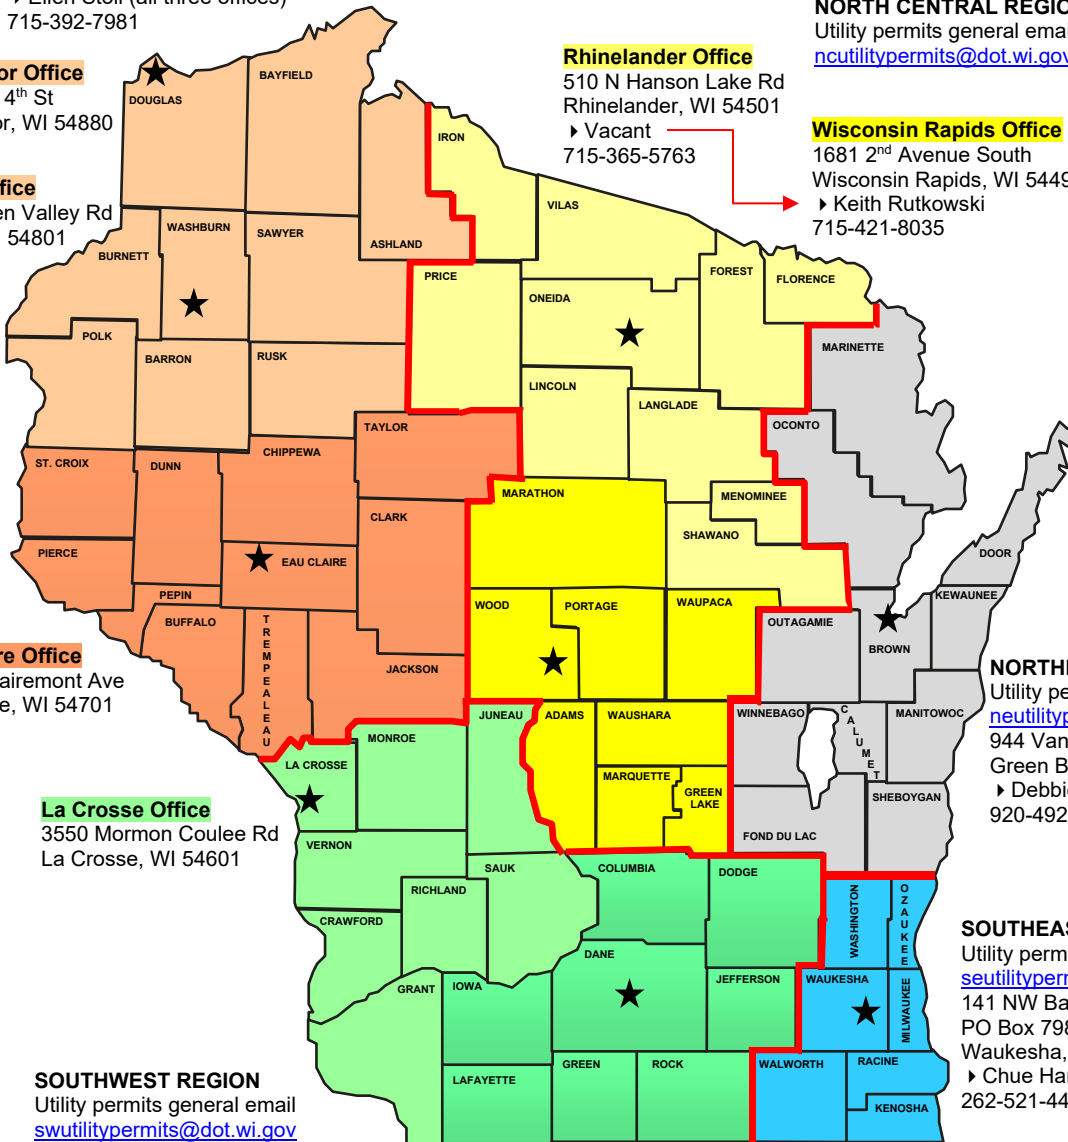 Ellen Stoll (all three offices)
715-392-7981
or Office
4th St
or, WI 54880
ffice
en Valley Rd
54801
re Office
airemont Ave
e, WI 54701
La Crosse Office
3550 Mormon Coulee Rd
La Crosse, WI 54601
SOUTHWEST REGION
Utility permits general email
swutilitypermits@dot.wi.gov
Rhinelander Office
510 N Hanson Lake Rd
Rhinelander, WI 54501
Vacant
715-365-5763
NORTH CENTRAL REGIO
Utility permits general emai
ncutilitypermits@dot.wi.gov
Wisconsin Rapids Office
1681 2nd Avenue South
Wisconsin Rapids, WI 5449
Keith Rutkowski
715-421-8035
NORTHE
Utility pe
neutilityp
944 Van
Green B
Debbie
920-492
SOUTHEAS
Utility perm
seutilityperm
141 NW Ba
PO Box 798
Waukesha,
Chue Har
262-521-44
DOUGLAS
BAYFIELD
IRON
VILAS
ASHLAND
WASHBURN
SAWYER
BURNETT
PRICE
ONEIDA
FOREST
FLORENCE
POLK
BARRON
RUSK
MARINETTE
LINCOLN
LANGLADE
TAYLOR
OCONTO
ST. CROIX
DUNN
CHIPPEWA
MARATHON
MENOMINEE
CLARK
SHAWANO
PIERCE
EAU CLAIRE
DOOR
PEPIN
BUFFALO
TREMPEALEAU
JACKSON
WOOD
PORTAGE
WAUPACA
OUTAGAMIE
BROWN
KEWAUNEE
JUNEAU
ADAMS
WAUSHARA
WINNEBAGO
CALUMET
MANITOWOC
MONROE
LA CROSSE
MARQUETTE
GREEN
LAKE
SHEBOYGAN
FOND DU LAC
VERNON
SAUK
COLUMBIA
DODGE
RICHLAND
CRAWFORD
WASHINGTON
OZAUKEE
DANE
JEFFERSON
WAUKESHA
MILWAUKEE
GRANT
IOWA
LAFAYETTE
GREEN
ROCK
WALWORTH
RACINE
KENOSHA